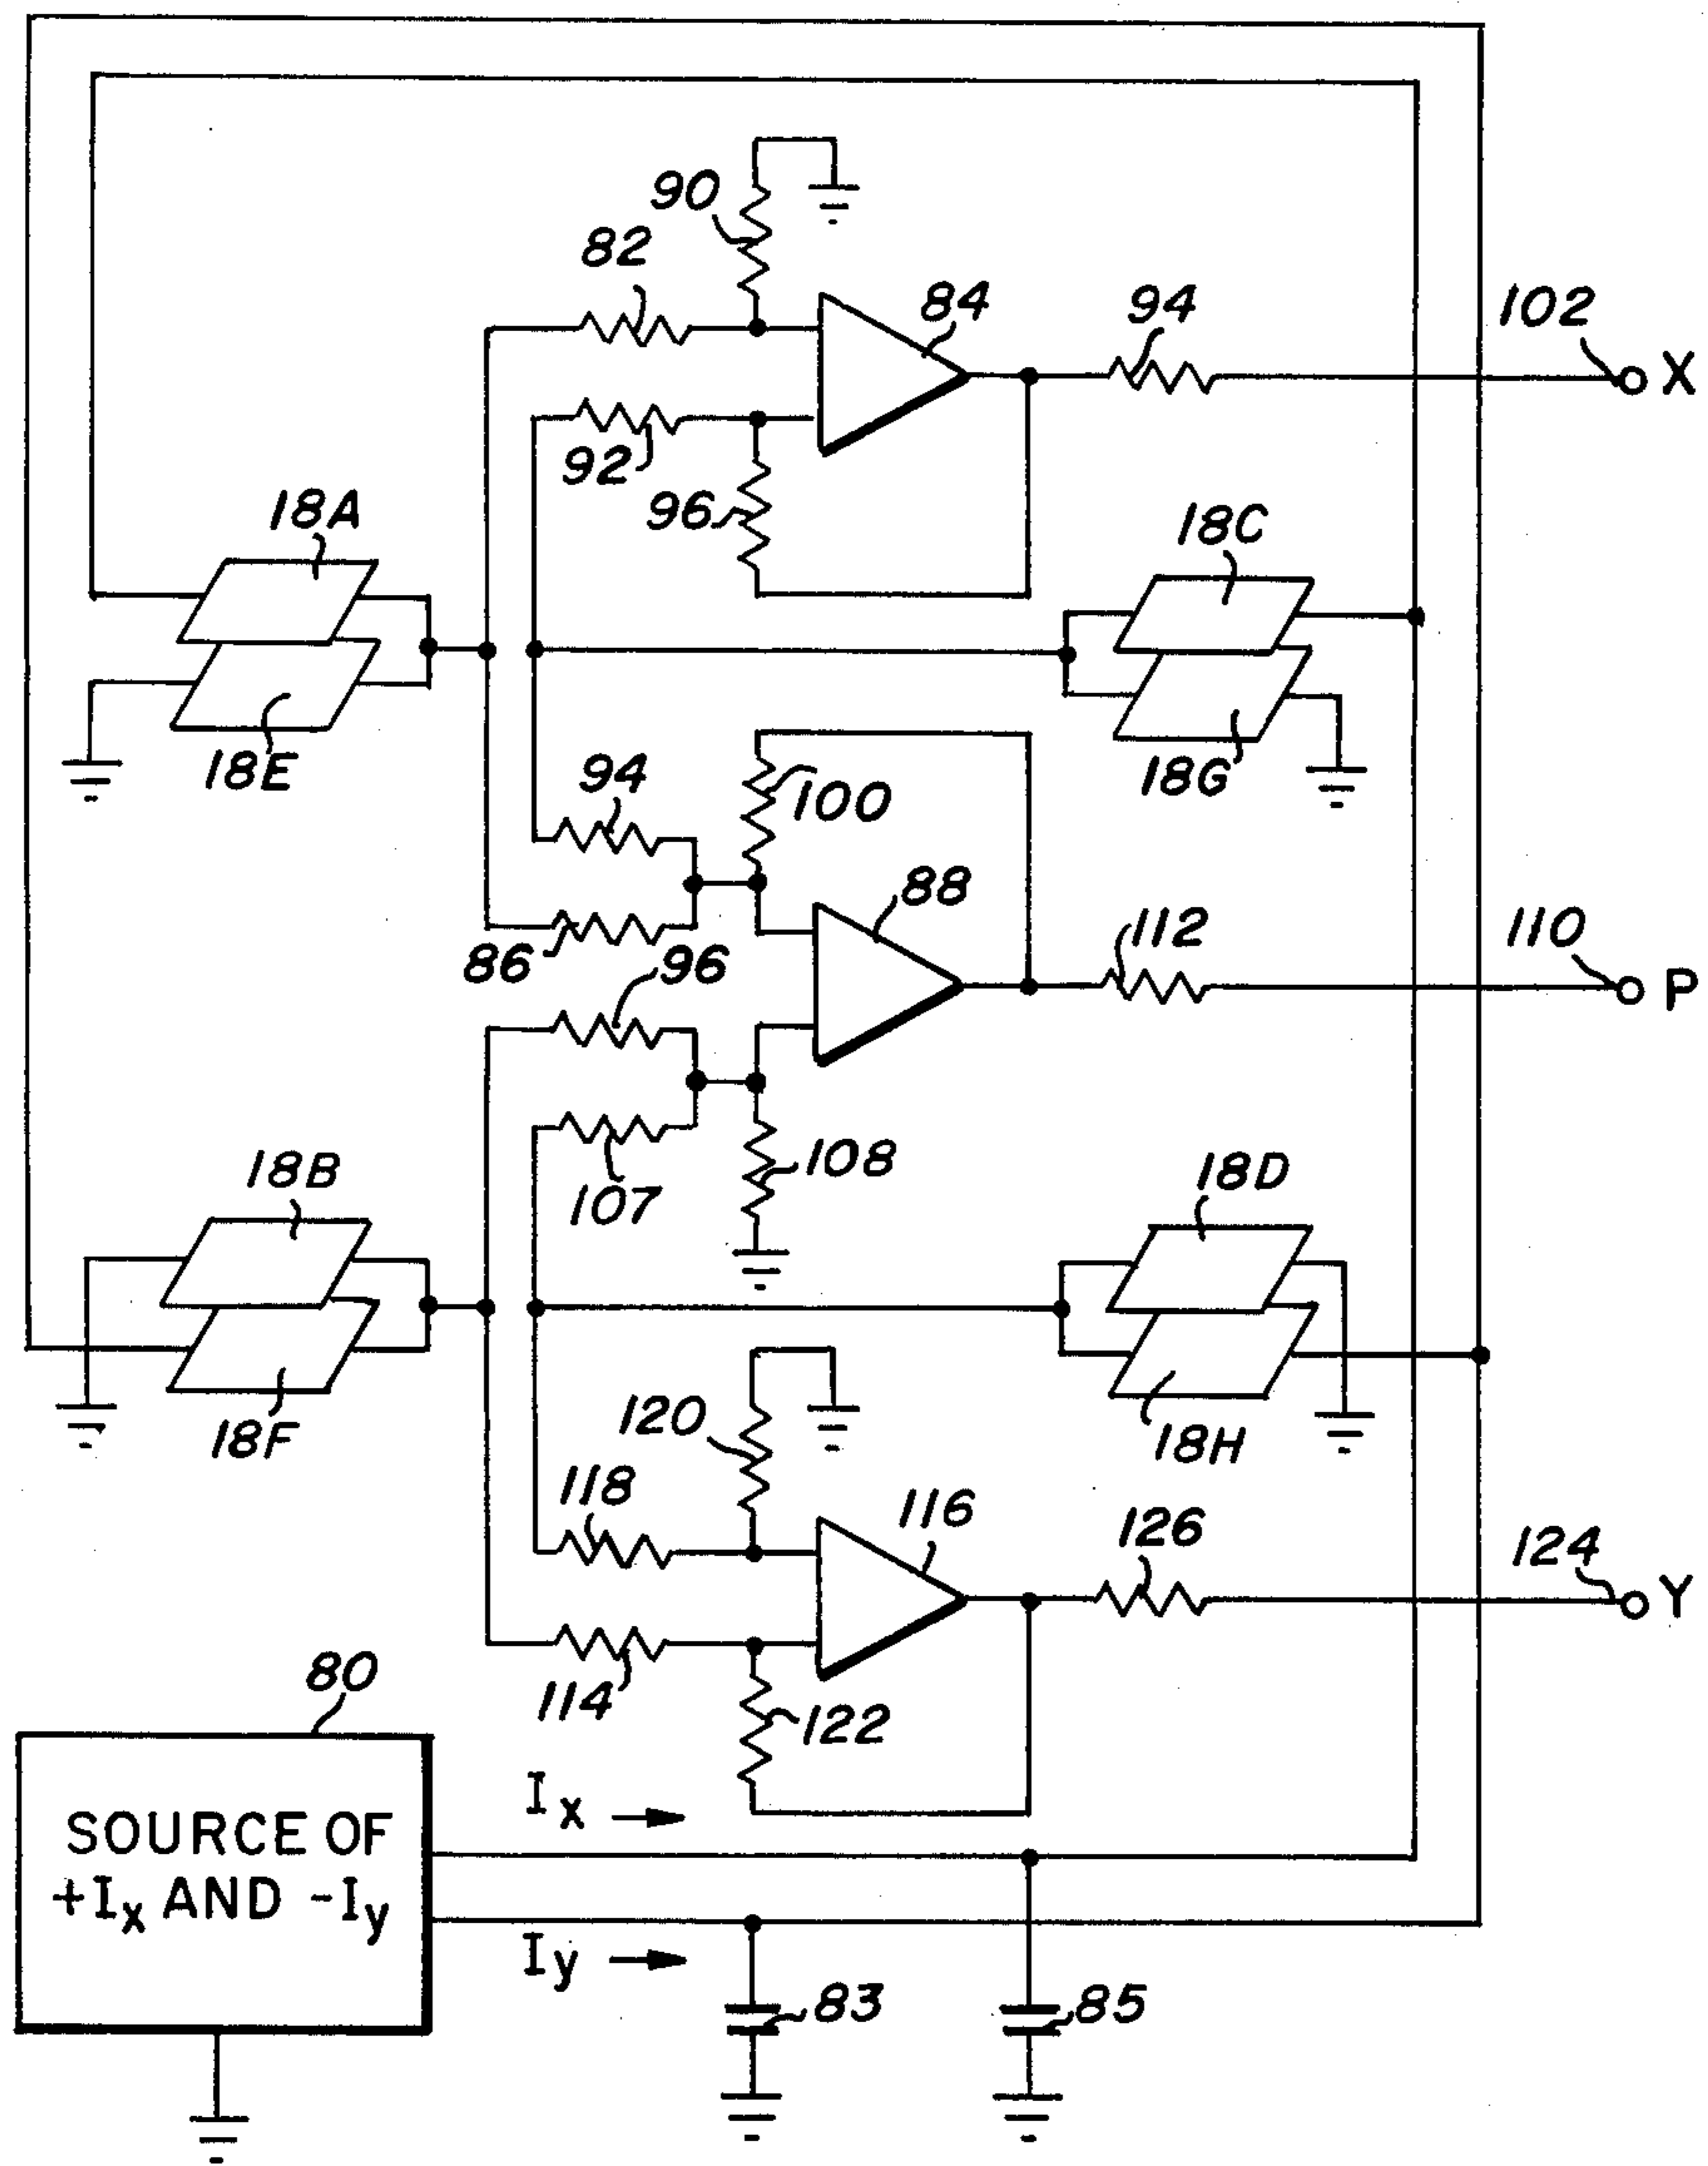 90
82
84
94
102
X
92
96
18A
18C
18E
18G
94
100
88
86
96
112
110
P
107
108
18B
18D
18F
18H
120
118
116
126
124
Y
114
122
80
Ix
SOURCE OF
+Ix AND -Iy
Iy
83
85